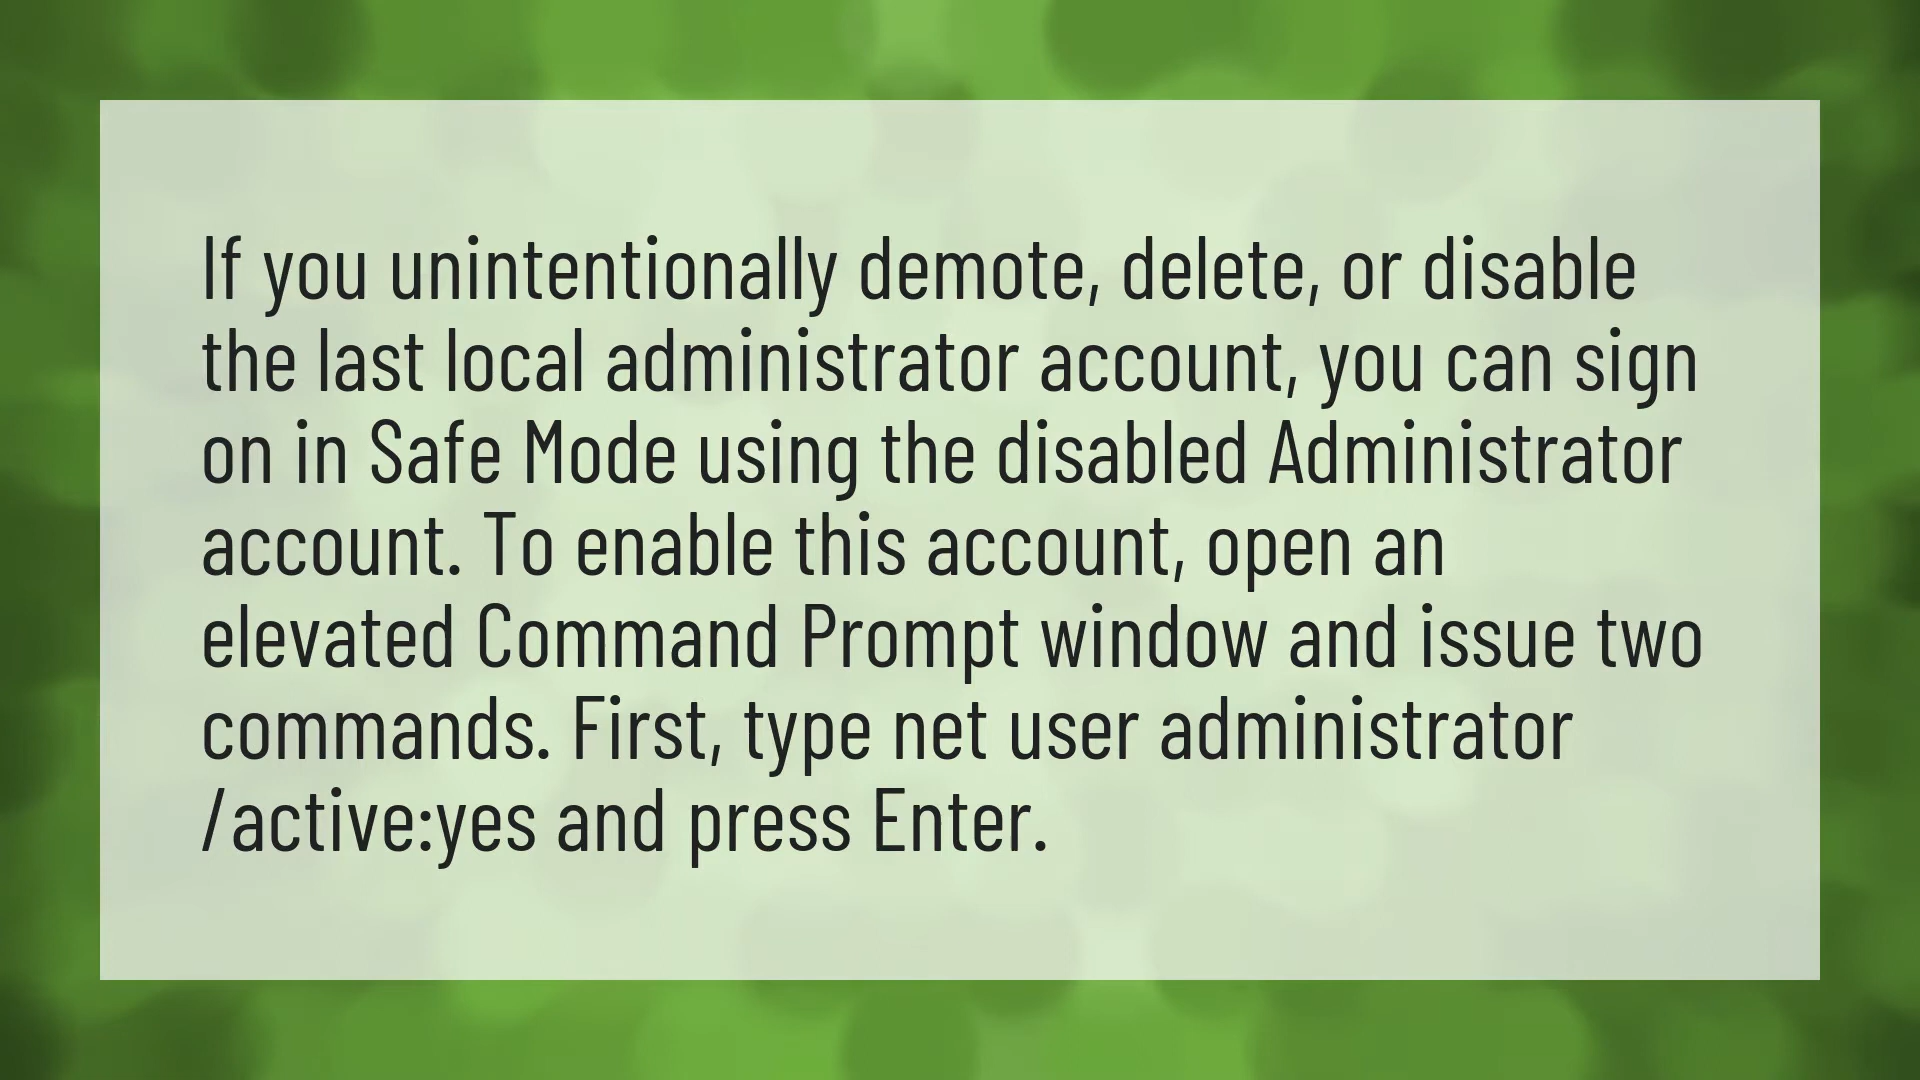 If you unintentionally demote, delete, or disable
the last local administrator account, you can sign
on in Safe Mode using the disabled Administrator
account. To enable this account, open an
elevated Command Prompt window and issue two
commands. First, type net user administrator
/active:yes and press Enter.